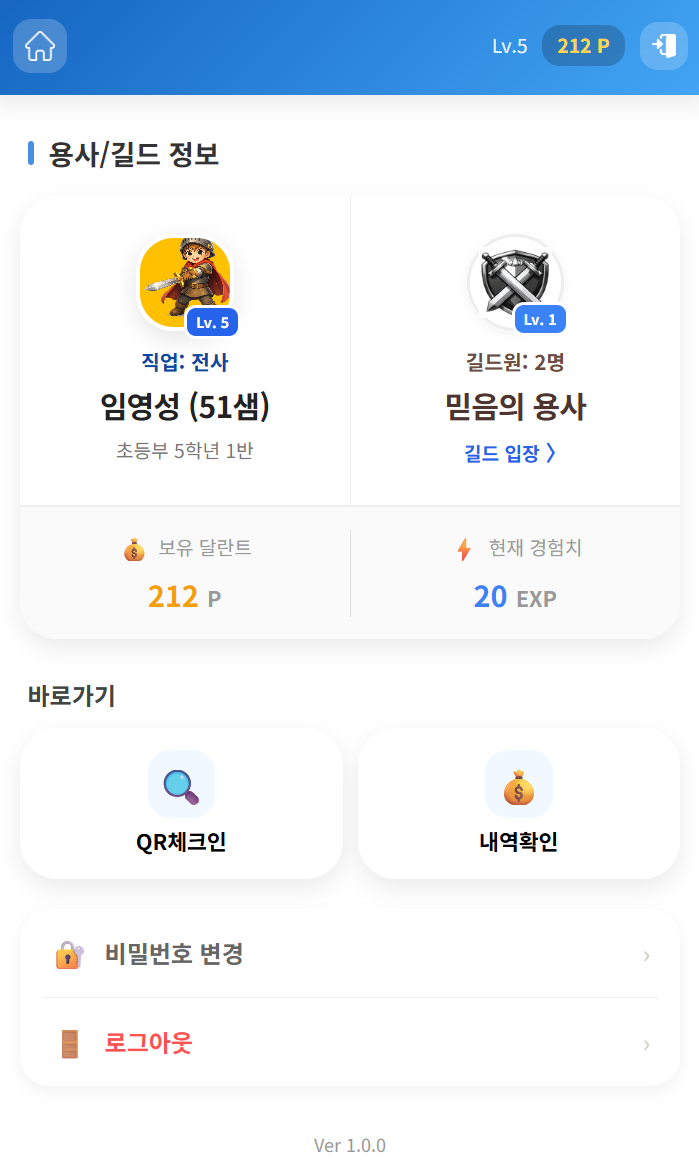 Lv.5 212 P
용사/길드 정보
Lv. 5
직업: 전사
임영성 (51샘)
초등부 5학년 1반
Lv. 1
길드원: 2명
믿음의 용사
길드 입장 〉
보유 달란트
212 P
현재 경험치
20 EXP
바로가기
QR체크인
내역확인
비밀번호 변경 ›
로그아웃 ›
Ver 1.0.0